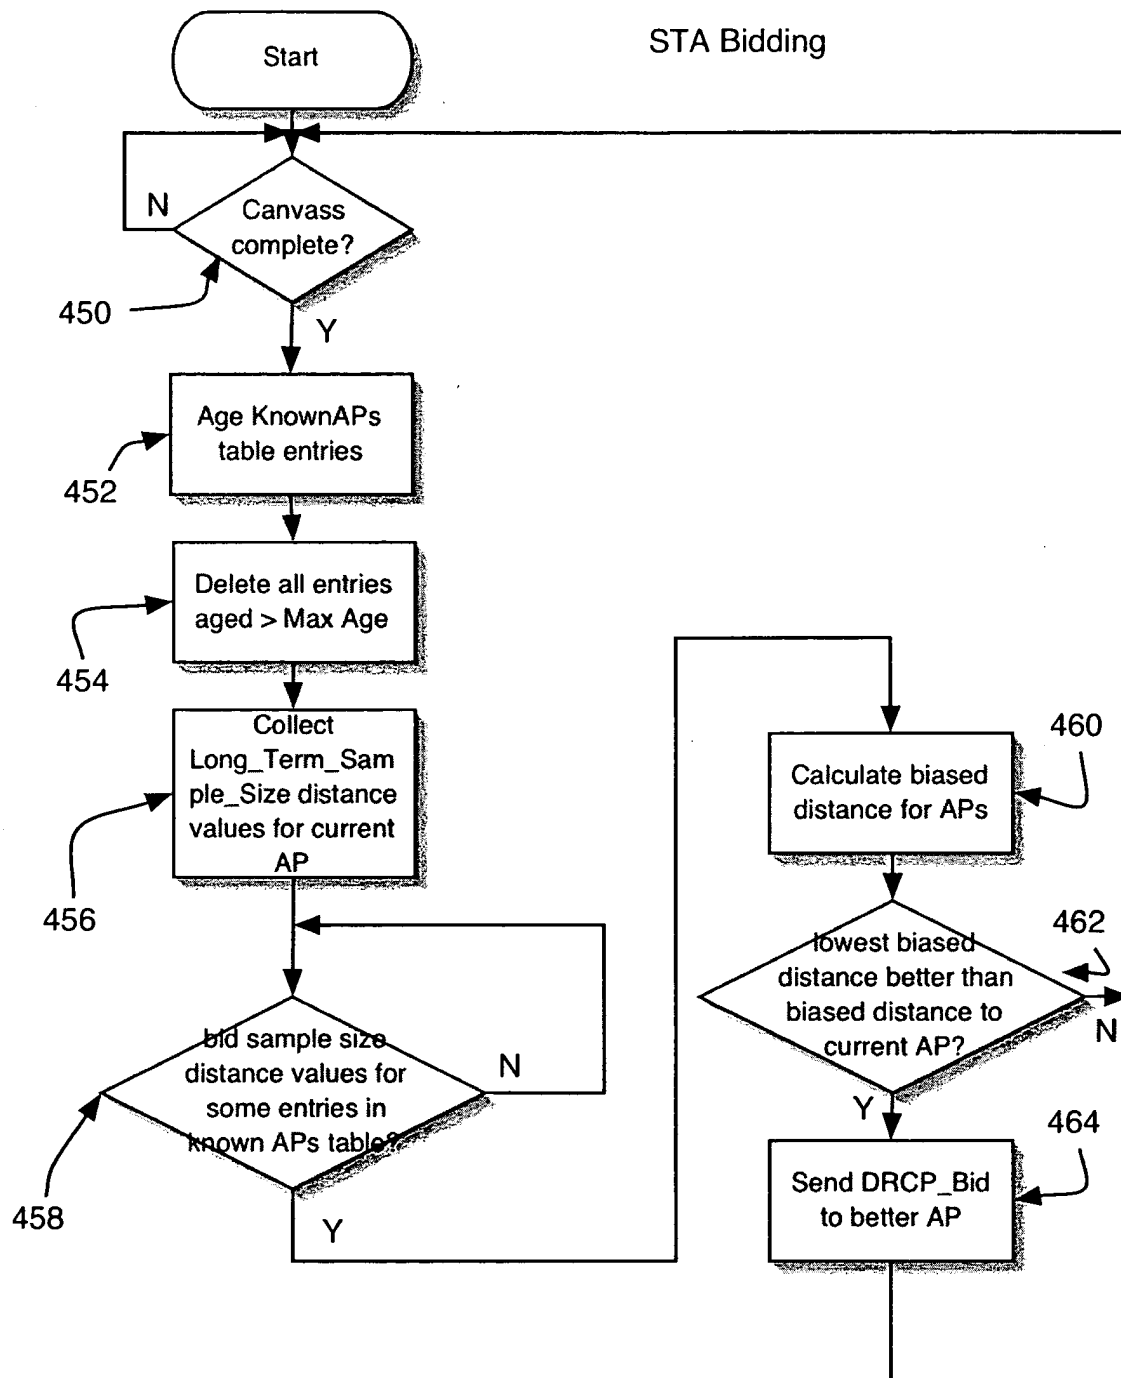 STA Bidding
Start
N
Canvass
complete?
450
Y
Age KnownAPs
table entries
452
Delete all entries
aged > Max Age
454
Collect
Long_Term_Sam
ple_Size distance
values for current
AP
456
bid sample size
distance values for
some entries in
known APs table?
N
458
Y
460
Calculate biased
distance for APs
462
lowest biased
distance better than
biased distance to
current AP?
N
Y
464
Send DRCP_Bid
to better AP